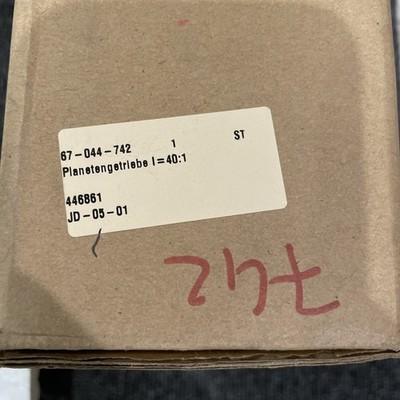 67-044-742 1 ST
Planetengetriebe I=40:1
446861
JD-05-01
742